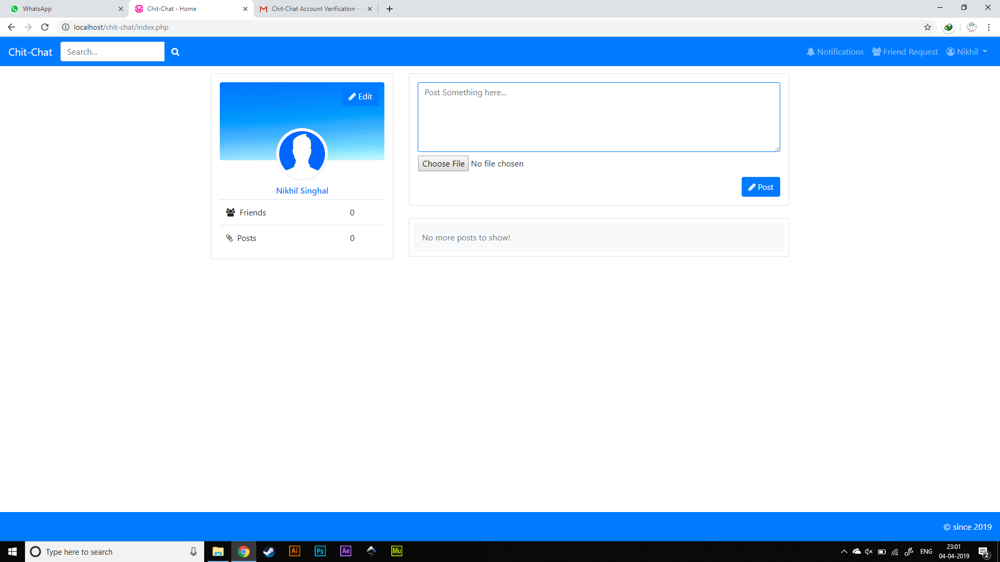 WhatsApp
Chit-Chat - Home
Chit-Chat Account Verification -
localhost/chit-chat/index.php
Chit-Chat
Search...
Notifications
Friend Request
Nikhil
Edit
Nikhil Singhal
Friends 0
Posts 0
Post Something here...
Choose File No file chosen
Post
No more posts to show!
© since 2019
Type here to search
Ai
Ps
Ae
Mu
ENG
23:01
04-04-2019
2